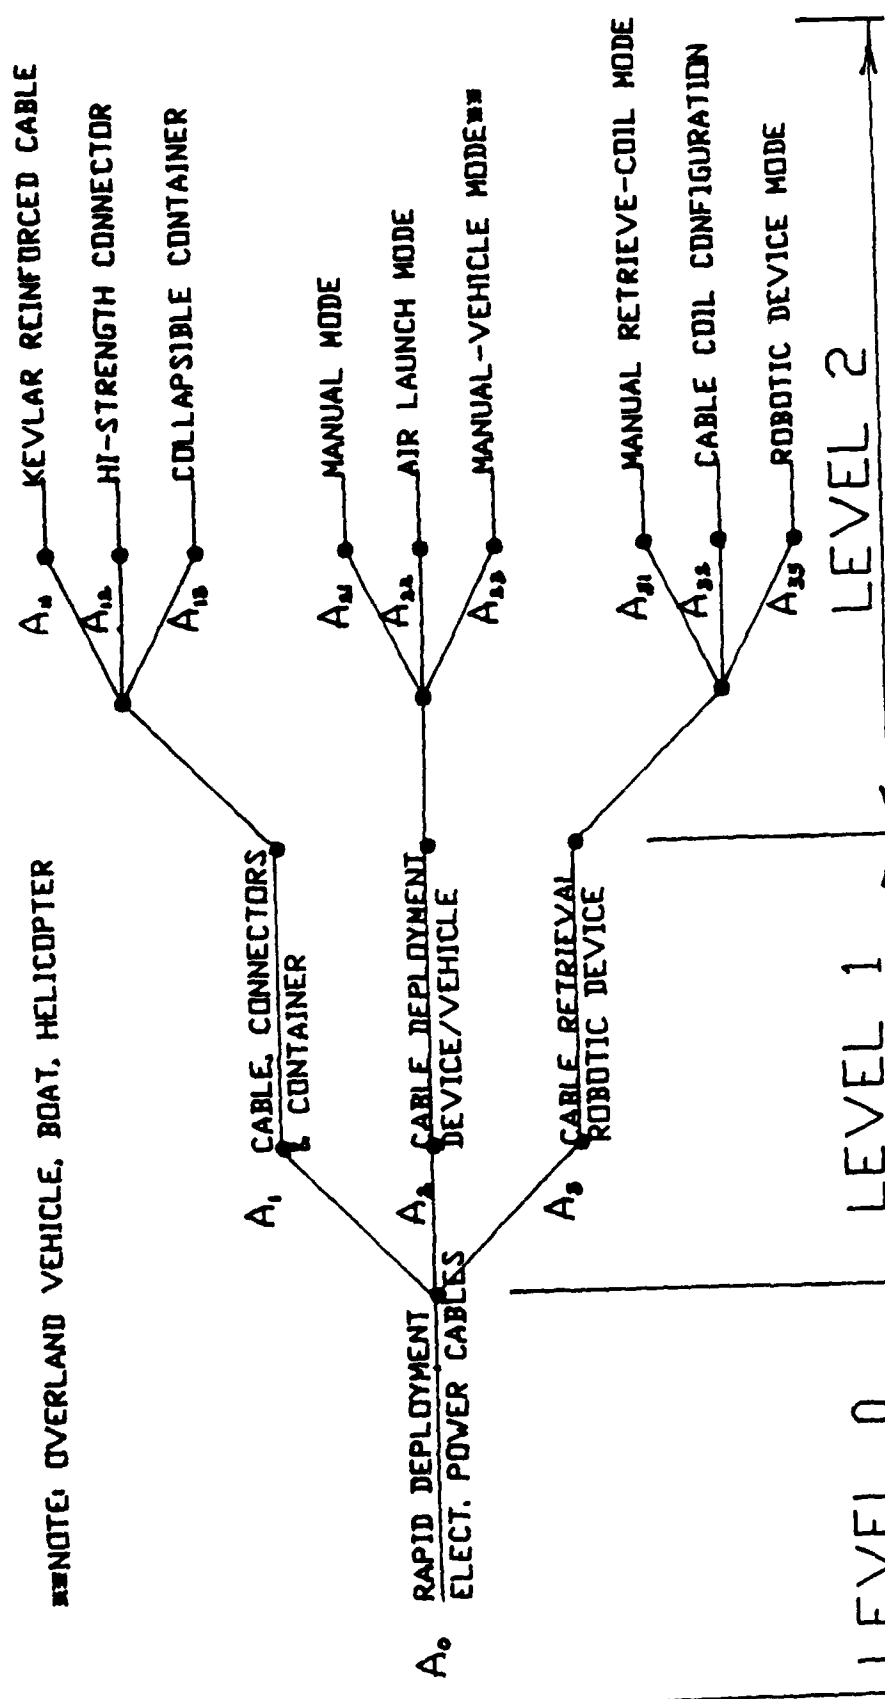 **NOTE: OVERLAND VEHICLE, BOAT, HELICOPTER
A₀ RAPID DEPLOYMENT
ELECT. POWER CABLES
A₁ CABLE, CONNECTORS
& CONTAINER
A₂ CABLE DEPLOYMENT
DEVICE/VEHICLE
A₃ CABLE RETRIEVAL
ROBOTIC DEVICE
A₁₁ KEVLAR REINFORCED CABLE
A₁₂ HI-STRENGTH CONNECTOR
A₁₃ COLLAPSIBLE CONTAINER
A₂₁ MANUAL MODE
A₂₂ AIR LAUNCH MODE
A₂₃ MANUAL-VEHICLE MODE**
A₃₁ MANUAL RETRIEVE-COIL MODE
A₃₂ CABLE COIL CONFIGURATION
A₃₃ ROBOTIC DEVICE MODE
LEVEL 0
LEVEL 1
LEVEL 2